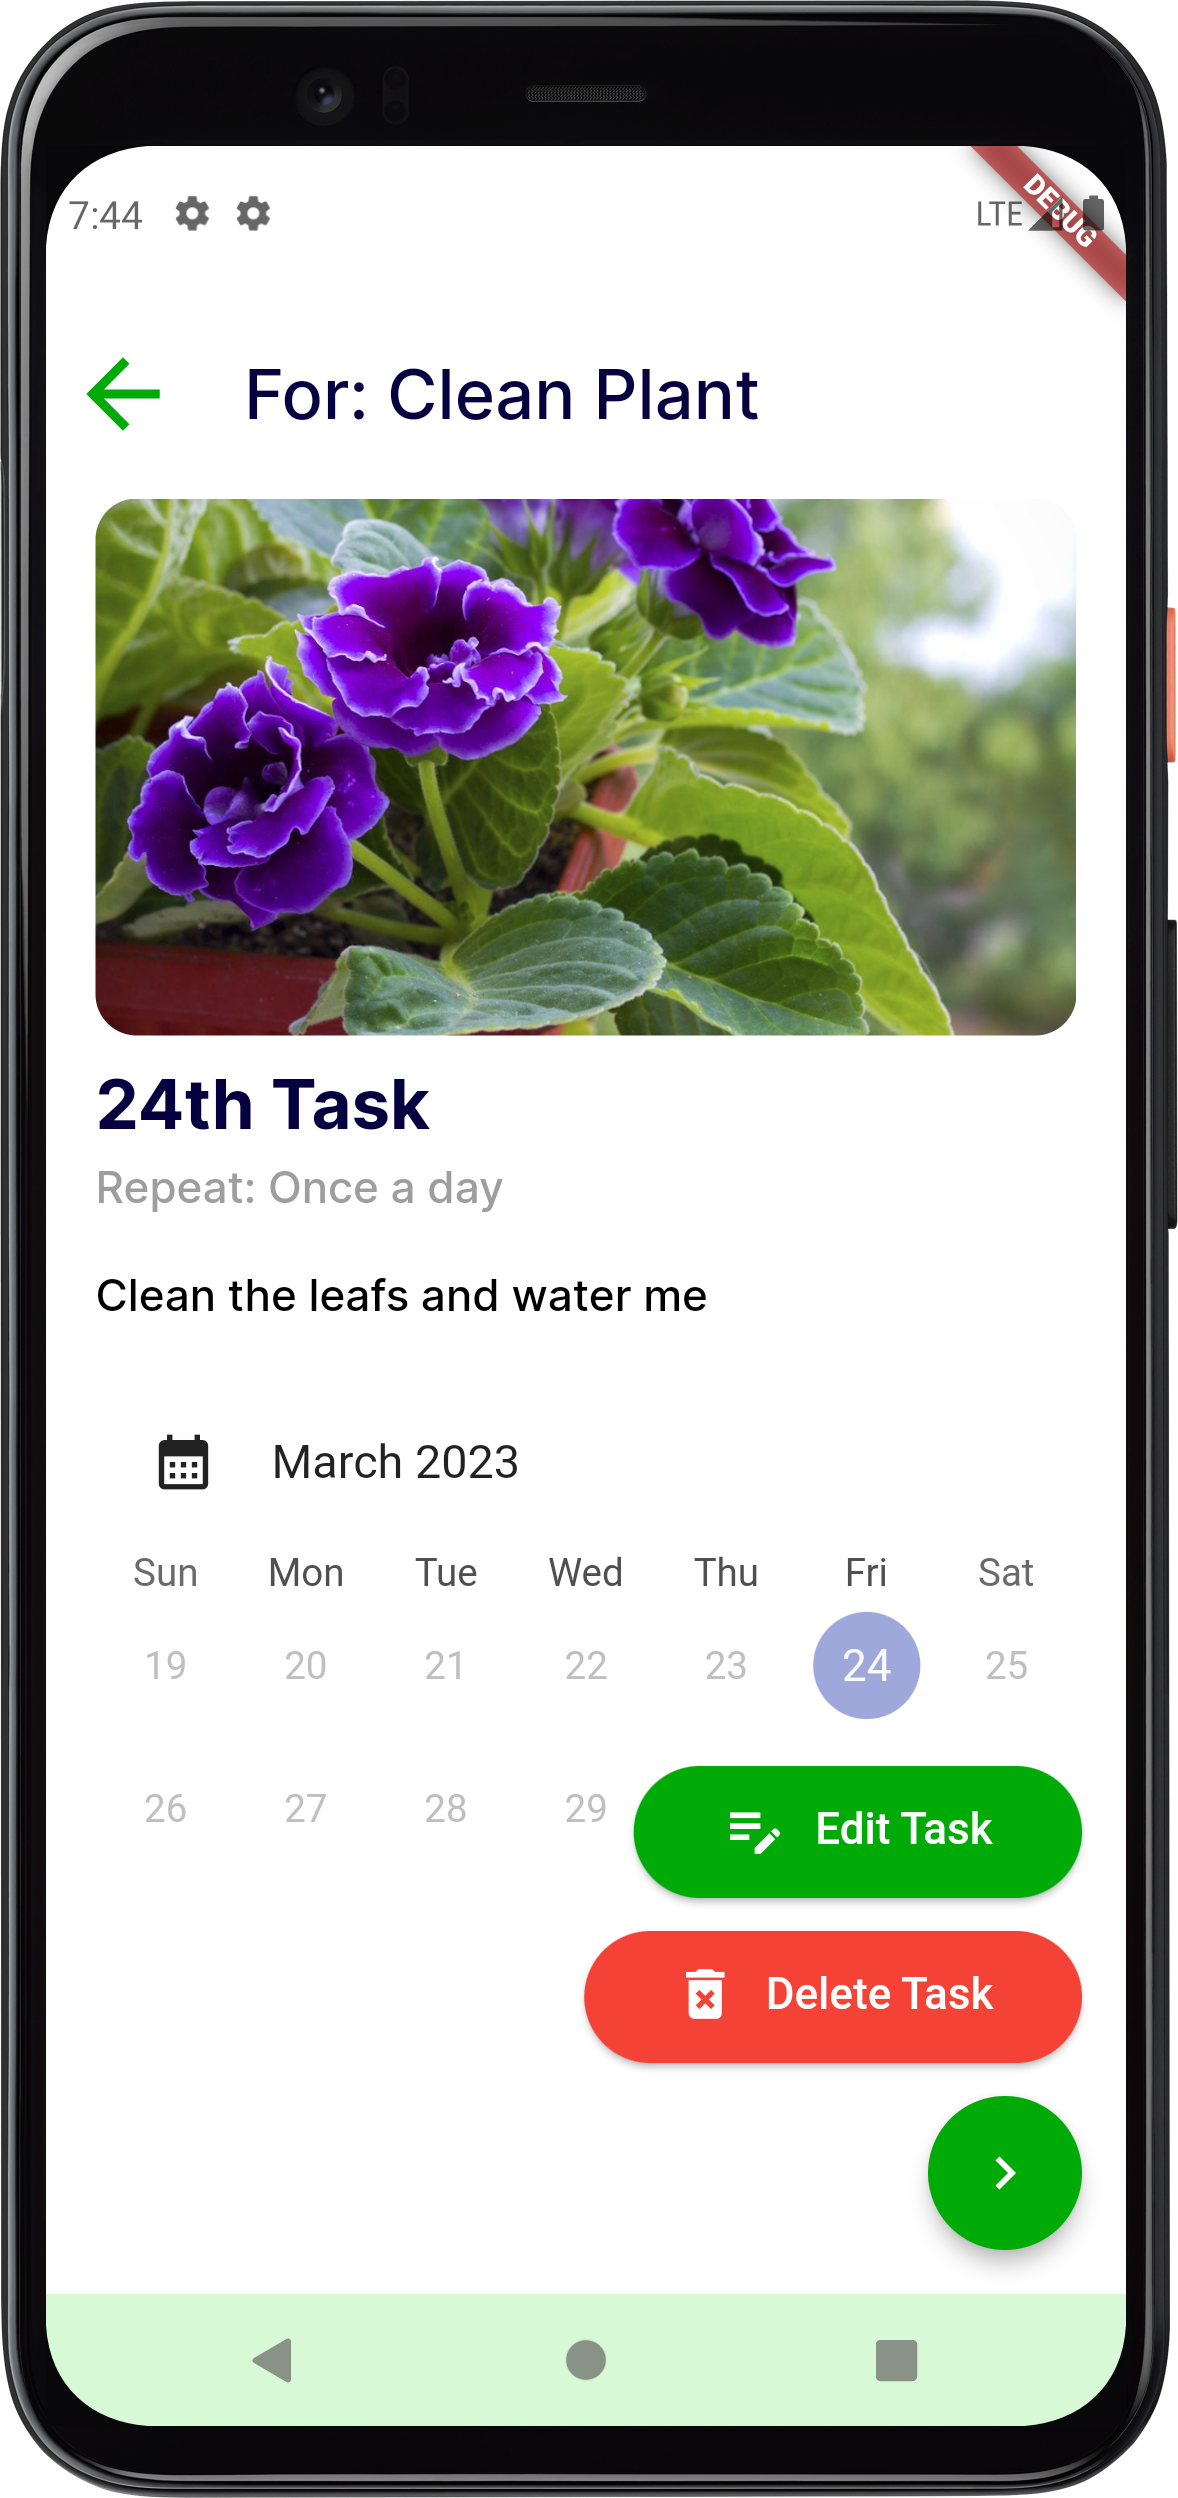 7:44 LTE
DEBUG
For: Clean Plant
24th Task
Repeat: Once a day
Clean the leafs and water me
March 2023
Sun Mon Tue Wed Thu Fri Sat
19 20 21 22 23 24 25
26 27 28 29 Edit Task
Delete Task